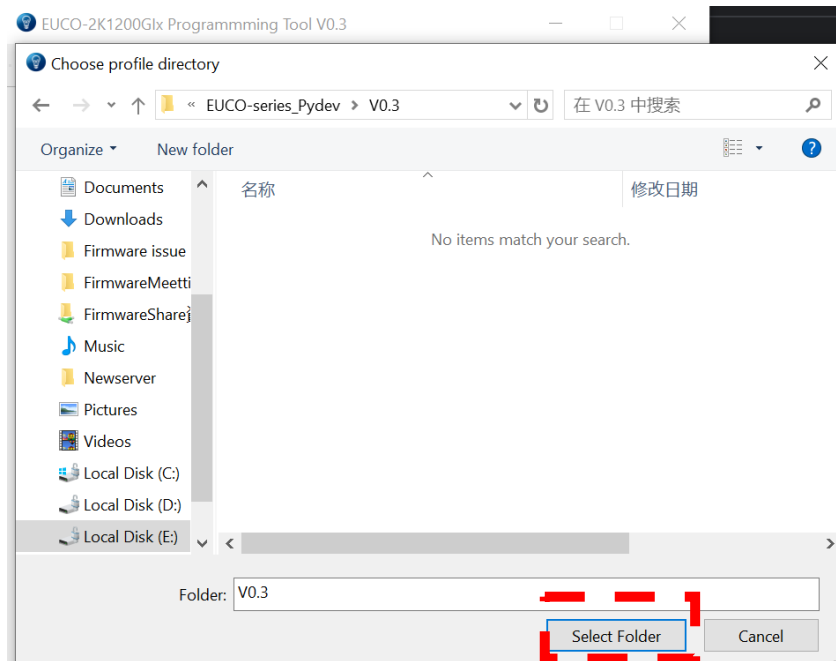 EUCO-2K1200Glx Programmming Tool V0.3
Choose profile directory
« EUCO-series_Pydev > V0.3
在 V0.3 中搜索
Organize
New folder
名称
修改日期
Documents
Downloads
Firmware issue
FirmwareMeetti
FirmwareShare
Music
Newserver
Pictures
Videos
Local Disk (C:)
Local Disk (D:)
Local Disk (E:)
No items match your search.
Folder: V0.3
Select Folder
Cancel